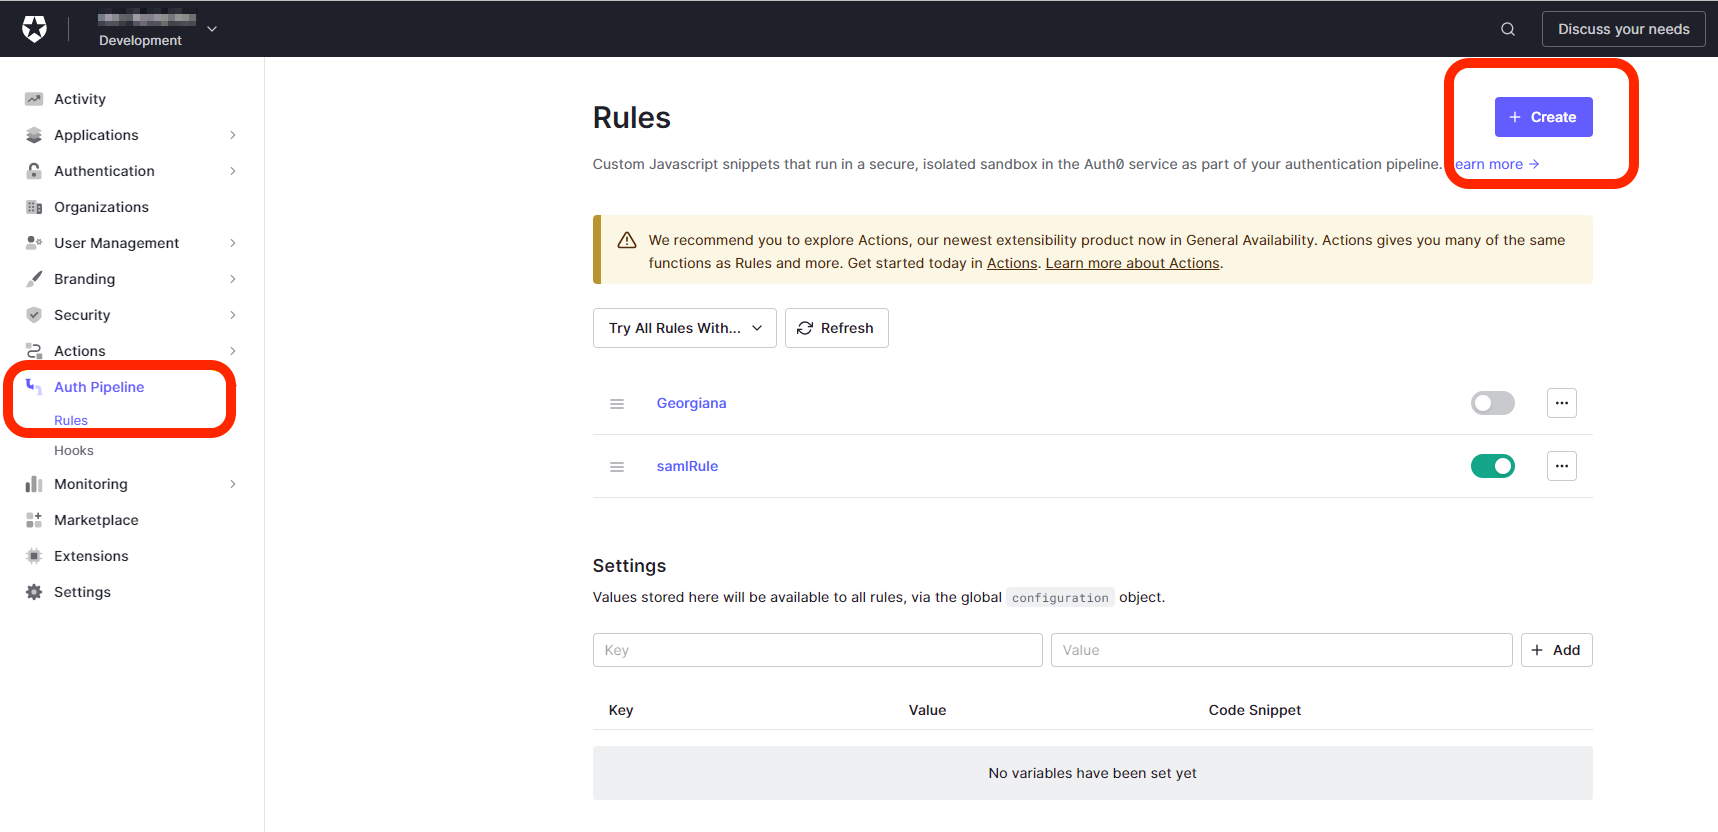 Development
Discuss your needs
Activity
Applications
Authentication
Organizations
User Management
Branding
Security
Actions
Auth Pipeline
Rules
Hooks
Monitoring
Marketplace
Extensions
Settings
Rules
+ Create
Custom Javascript snippets that run in a secure, isolated sandbox in the Auth0 service as part of your authentication pipeline. earn more →
We recommend you to explore Actions, our newest extensibility product now in General Availability. Actions gives you many of the same
functions as Rules and more. Get started today in Actions. Learn more about Actions.
Try All Rules With...
Refresh
Georgiana
samlRule
Settings
Values stored here will be available to all rules, via the global configuration object.
Key
Value
+ Add
Key Value Code Snippet
No variables have been set yet